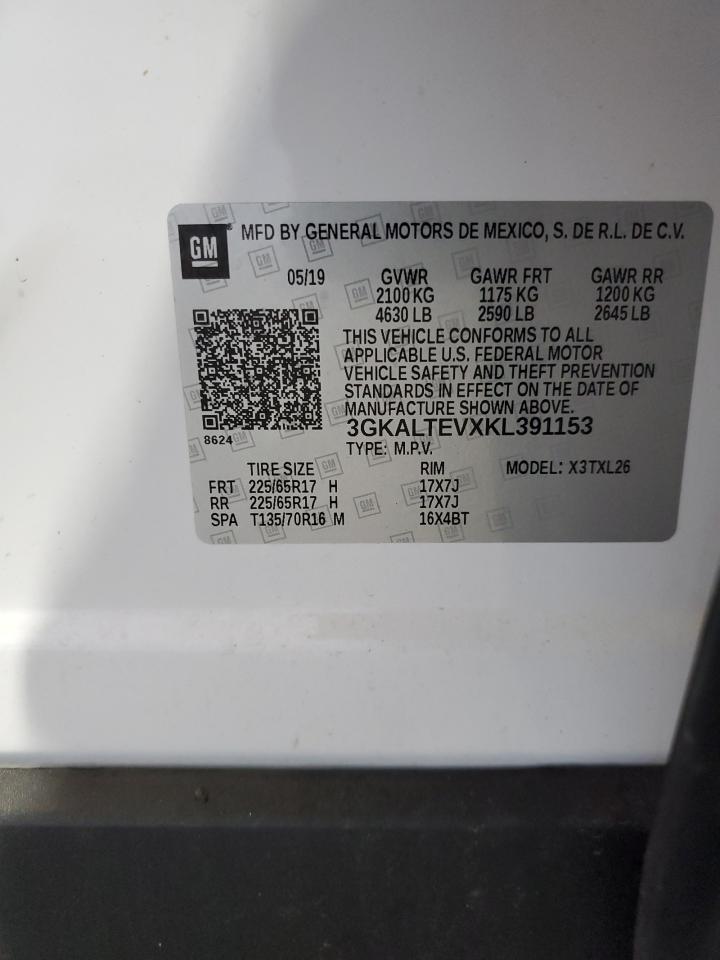 GM MFD BY GENERAL MOTORS DE MEXICO, S. DE R.L. DE C.V.
05/19 GVWR GAWR FRT GAWR RR
2100 KG 1175 KG 1200 KG
4630 LB 2590 LB 2645 LB
THIS VEHICLE CONFORMS TO ALL
APPLICABLE U.S. FEDERAL MOTOR
VEHICLE SAFETY AND THEFT PREVENTION
STANDARDS IN EFFECT ON THE DATE OF
MANUFACTURE SHOWN ABOVE.
3GKALTEVXKL391153
8624
TYPE: M.P.V.
TIRE SIZE RIM MODEL: X3TXL26
FRT 225/65R17 H 17X7J
RR 225/65R17 H 17X7J
SPA T135/70R16 M 16X4BT